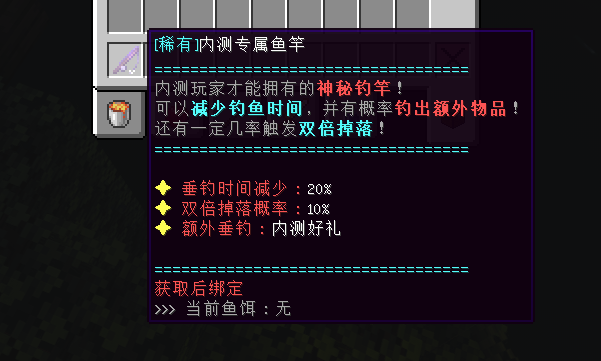 [稀有]内测专属鱼竿
===================================
内测玩家才能拥有的神秘钓竿！
可以减少钓鱼时间，并有概率钓出额外物品！
还有一定几率触发双倍掉落！
===================================
垂钓时间减少：20%
双倍掉落概率：10%
额外垂钓：内测好礼
===================================
获取后绑定
>>> 当前鱼饵：无